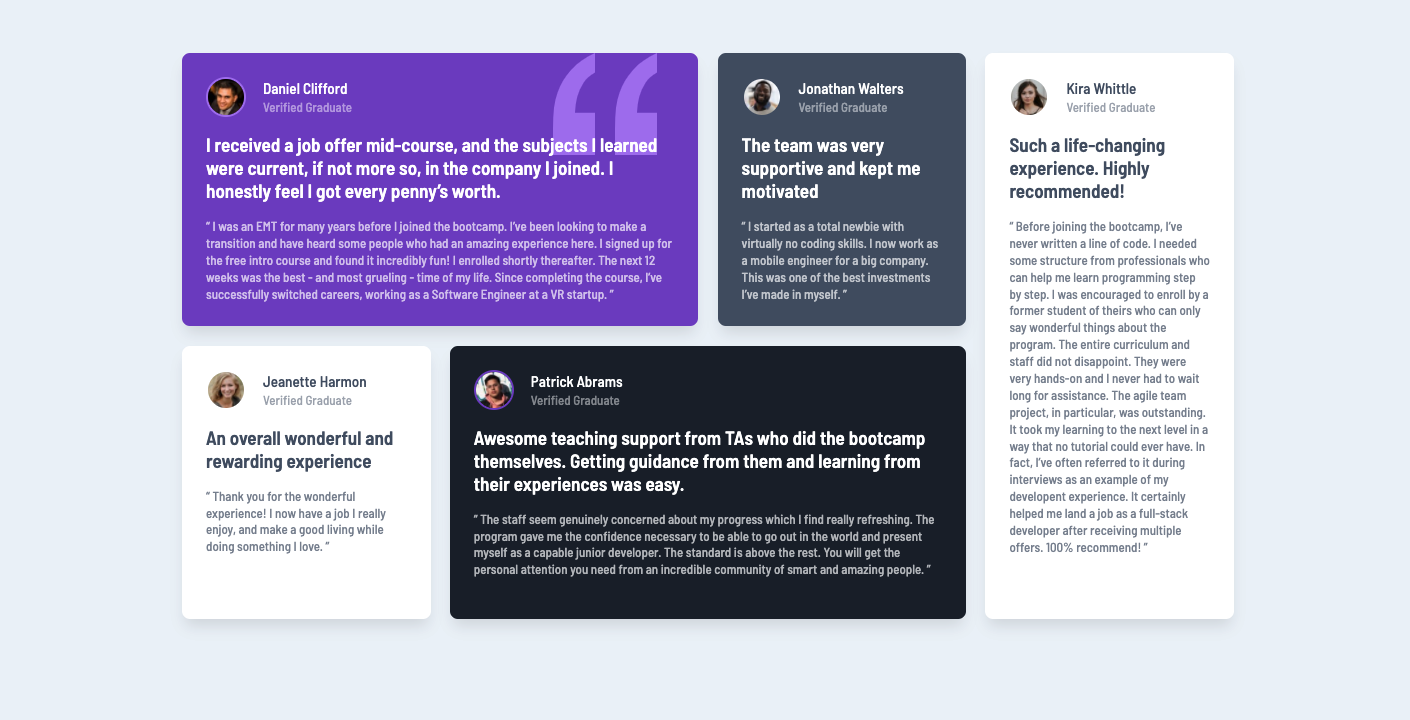 Daniel Clifford
Verified Graduate
I received a job offer mid-course, and the subjects I learned
were current, if not more so, in the company I joined. I
honestly feel I got every penny’s worth.
“ I was an EMT for many years before I joined the bootcamp. I’ve been looking to make a
transition and have heard some people who had an amazing experience here. I signed up for
the free intro course and found it incredibly fun! I enrolled shortly thereafter. The next 12
weeks was the best - and most grueling - time of my life. Since completing the course, I’ve
successfully switched careers, working as a Software Engineer at a VR startup. ”
Jonathan Walters
Verified Graduate
The team was very
supportive and kept me
motivated
“ I started as a total newbie with
virtually no coding skills. I now work as
a mobile engineer for a big company.
This was one of the best investments
I’ve made in myself. ”
Kira Whittle
Verified Graduate
Such a life-changing
experience. Highly
recommended!
“ Before joining the bootcamp, I’ve
never written a line of code. I needed
some structure from professionals who
can help me learn programming step
by step. I was encouraged to enroll by a
former student of theirs who can only
say wonderful things about the
program. The entire curriculum and
staff did not disappoint. They were
very hands-on and I never had to wait
long for assistance. The agile team
project, in particular, was outstanding.
It took my learning to the next level in a
way that no tutorial could ever have. In
fact, I’ve often referred to it during
interviews as an example of my
developent experience. It certainly
helped me land a job as a full-stack
developer after receiving multiple
offers. 100% recommend! ”
Jeanette Harmon
Verified Graduate
An overall wonderful and
rewarding experience
“ Thank you for the wonderful
experience! I now have a job I really
enjoy, and make a good living while
doing something I love. ”
Patrick Abrams
Verified Graduate
Awesome teaching support from TAs who did the bootcamp
themselves. Getting guidance from them and learning from
their experiences was easy.
“ The staff seem genuinely concerned about my progress which I find really refreshing. The
program gave me the confidence necessary to be able to go out in the world and present
myself as a capable junior developer. The standard is above the rest. You will get the
personal attention you need from an incredible community of smart and amazing people. ”